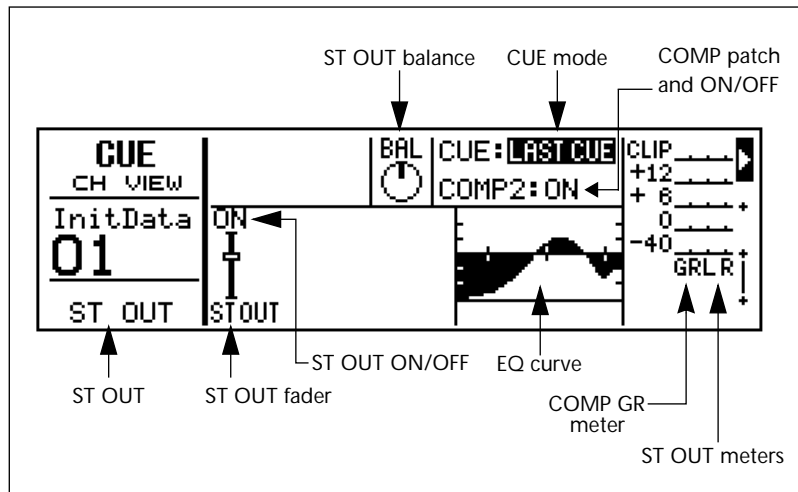 ST OUT balance
CUE mode
COMP patch
and ON/OFF
CUE
CH VIEW
InitData
01
ST OUT
ON
ST OUT
BAL
CUE: LAST CUE
COMP2: ON
CLIP
+12
+ 6
0
-40
GR L R
ST OUT
ST OUT fader
ST OUT ON/OFF
EQ curve
COMP GR
meter
ST OUT meters